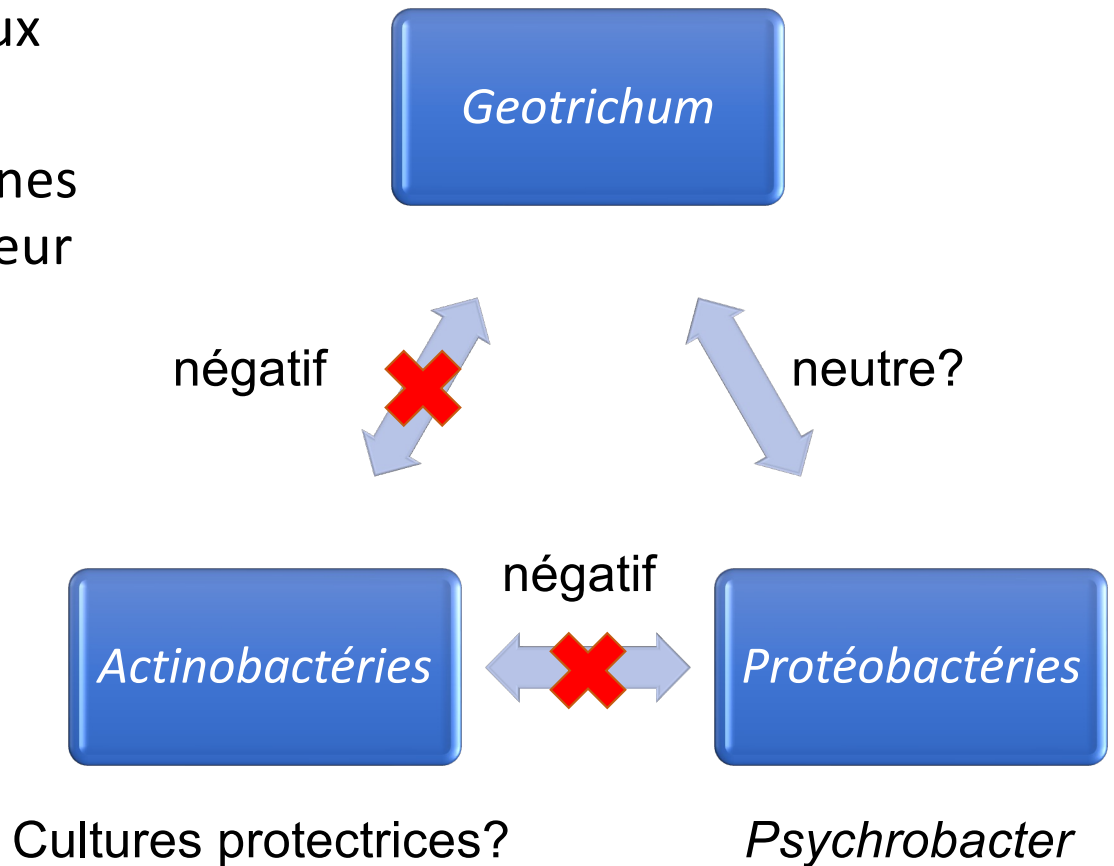 ux
Geotrichum
nes
eur
négatif
neutre?
négatif
Actinobactéries
Protéobactéries
Cultures protectrices?
Psychrobacter